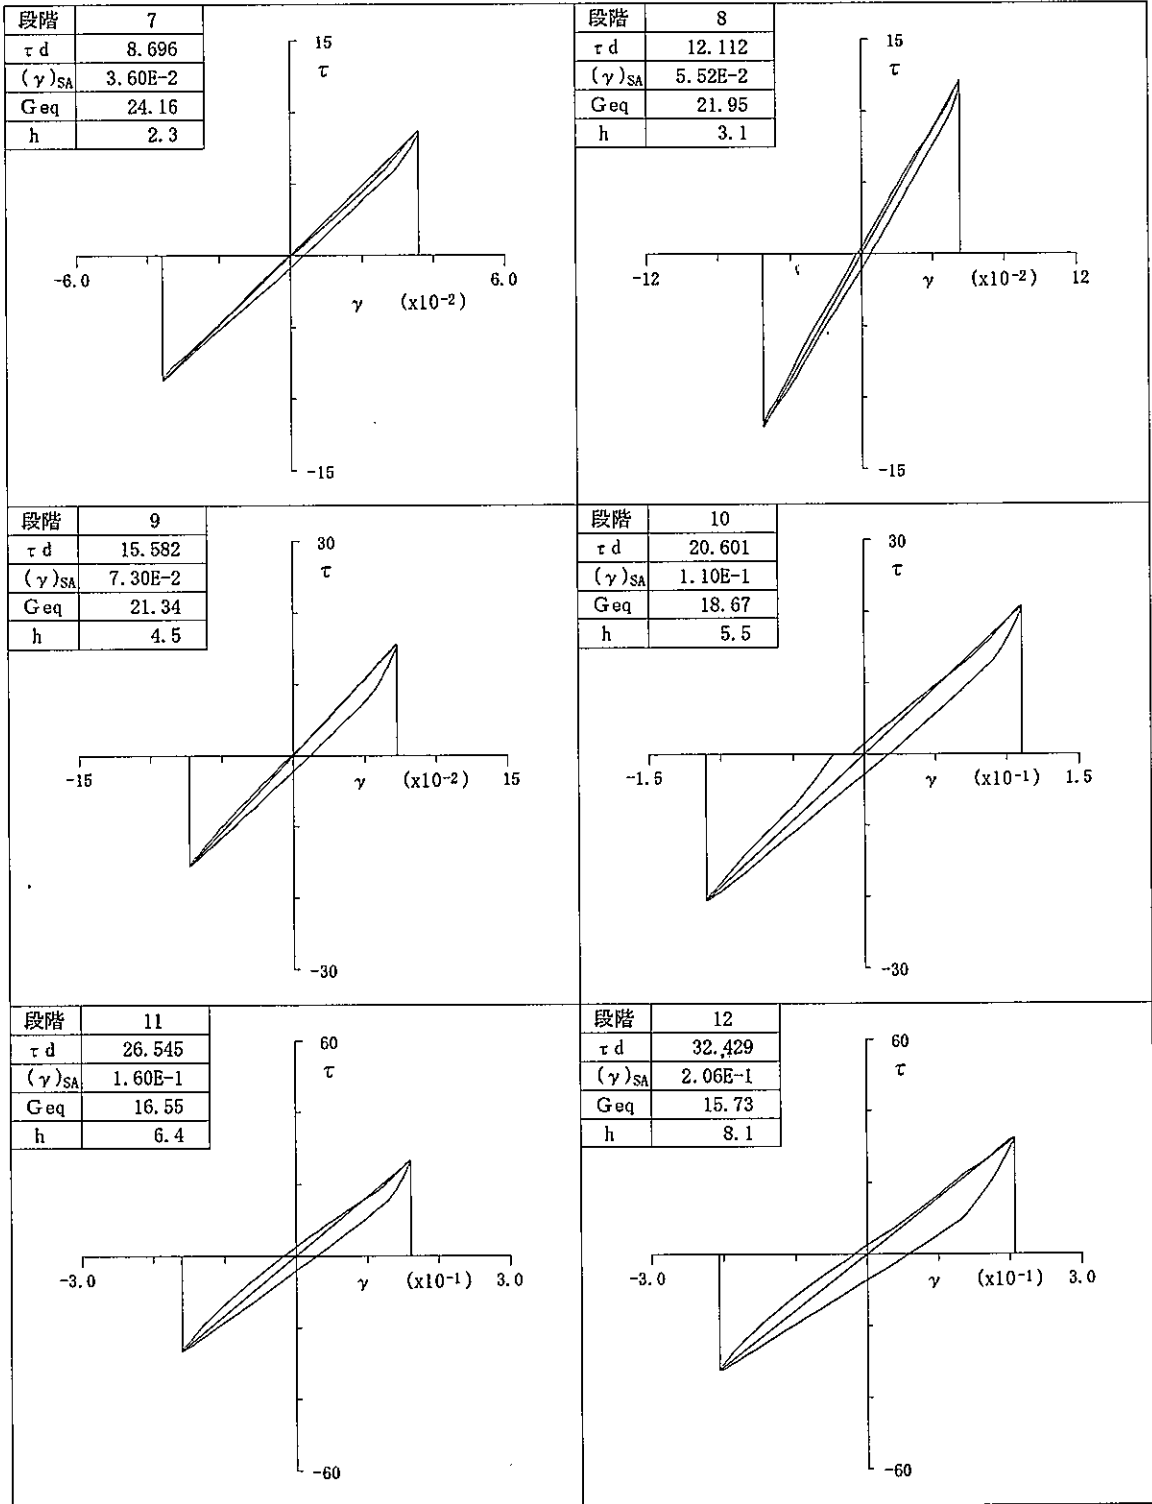 段階 7
τd 8.696
(γ)SA 3.60E-2
Geq 24.16
h 2.3
15
τ
-6.0
6.0
γ (x10-2)
-15
段階 8
τd 12.112
(γ)SA 5.52E-2
Geq 21.95
h 3.1
15
τ
-12
γ (x10-2) 12
-15
段階 9
τd 15.582
(γ)SA 7.30E-2
Geq 21.34
h 4.5
30
τ
-15
γ (x10-2) 15
-30
段階 10
τd 20.601
(γ)SA 1.10E-1
Geq 18.67
h 5.5
30
τ
-1.5
γ (x10-1) 1.5
-30
段階 11
τd 26.545
(γ)SA 1.60E-1
Geq 16.55
h 6.4
60
τ
-3.0
γ (x10-1) 3.0
-60
段階 12
τd 32.429
(γ)SA 2.06E-1
Geq 15.73
h 8.1
60
τ
-3.0
γ (x10-1) 3.0
-60